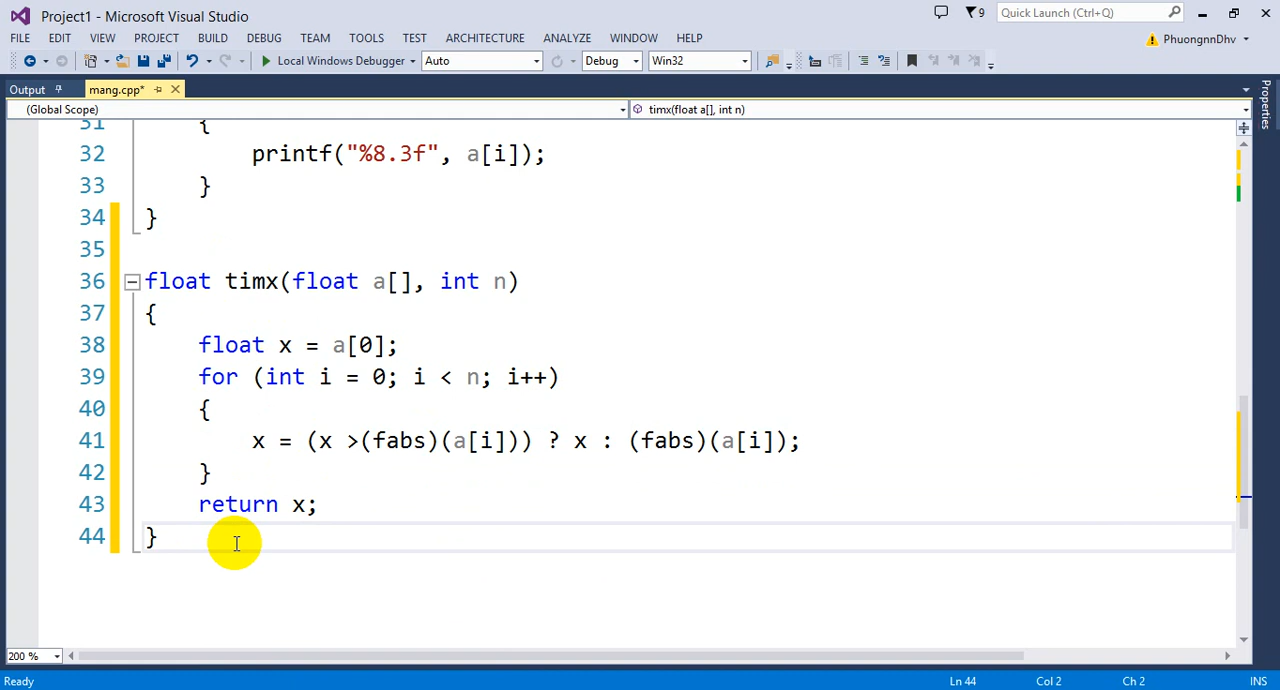 Project1 - Microsoft Visual Studio
9
Quick Launch (Ctrl+Q)
FILE EDIT VIEW PROJECT BUILD DEBUG TEAM TOOLS TEST ARCHITECTURE ANALYZE WINDOW HELP
PhuongnnDhv
Local Windows Debugger Auto Debug Win32
Output mang.cpp*
Properties
(Global Scope) timx(float a[], int n)
31 {
32 printf("%8.3f", a[i]);
33 }
34 }
35
36 float timx(float a[], int n)
37 {
38 float x = a[0];
39 for (int i = 0; i < n; i++)
40 {
41 x = (x >(fabs)(a[i])) ? x : (fabs)(a[i]);
42 }
43 return x;
44 }
200 %
Ready Ln 44 Col 2 Ch 2 INS